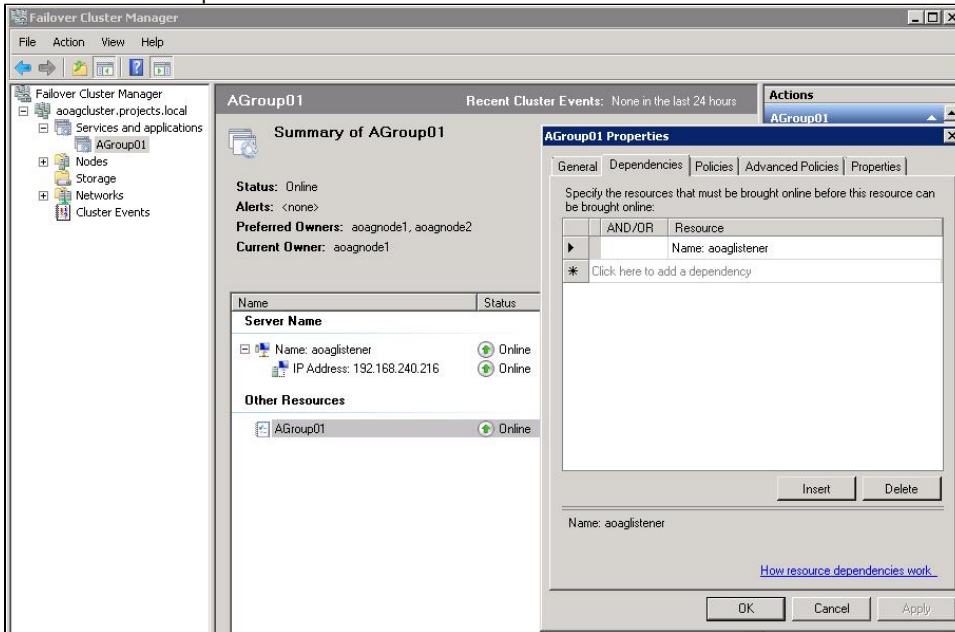 Failover Cluster Manager
File Action View Help
Failover Cluster Manager
aoagcluster.projects.local
Services and applications
AGroup01
Nodes
Storage
Networks
Cluster Events
AGroup01 Recent Cluster Events: None in the last 24 hours
Summary of AGroup01
Status: Online
Alerts: <none>
Preferred Owners: aoagnode1, aoagnode2
Current Owner: aoagnode1
Name Status
Server Name
Name: aoaglistener Online
IP Address: 192.168.240.216 Online
Other Resources
AGroup01 Online
Actions
AGroup01
AGroup01 Properties
General Dependencies Policies Advanced Policies Properties
Specify the resources that must be brought online before this resource can
be brought online:
AND/OR Resource
Name: aoaglistener
Click here to add a dependency
Insert Delete
Name: aoaglistener
How resource dependencies work
OK Cancel Apply